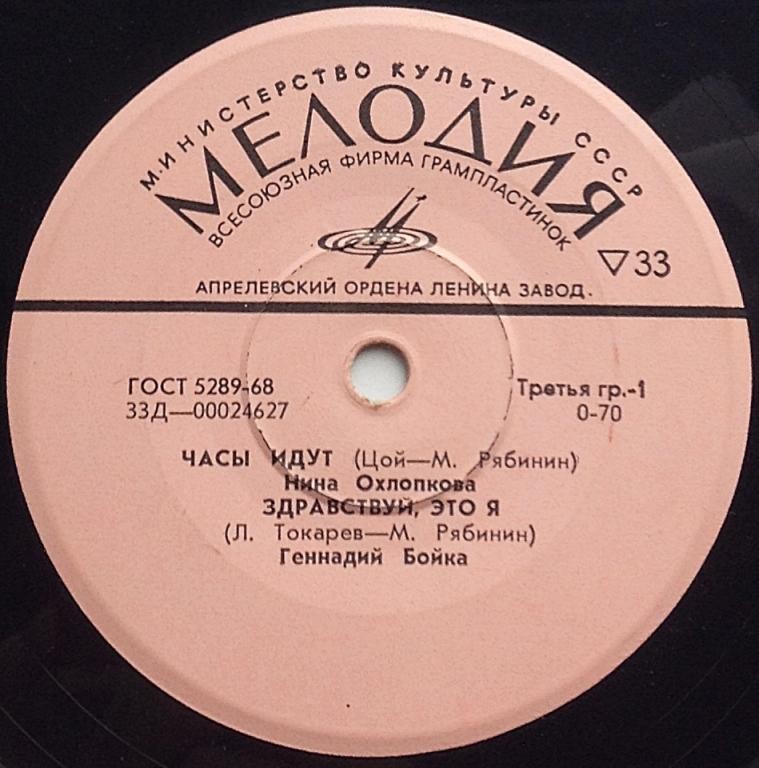 МИНИСТЕРСТВО КУЛЬТУРЫ СССР
МЕЛОДИЯ
ВСЕСОЮЗНАЯ ФИРМА ГРАМПЛАСТИНОК
▽33
АПРЕЛЕВСКИЙ ОРДЕНА ЛЕНИНА ЗАВОД.
ГОСТ 5289-68 Третья гр.-1
33Д—00024627 0-70
ЧАСЫ ИДУТ (Цой—М. Рябинин)
Нина Охлопкова
ЗДРАВСТВУЙ, ЭТО Я
(Л. Токарев—М. Рябинин)
Геннадий Бойка